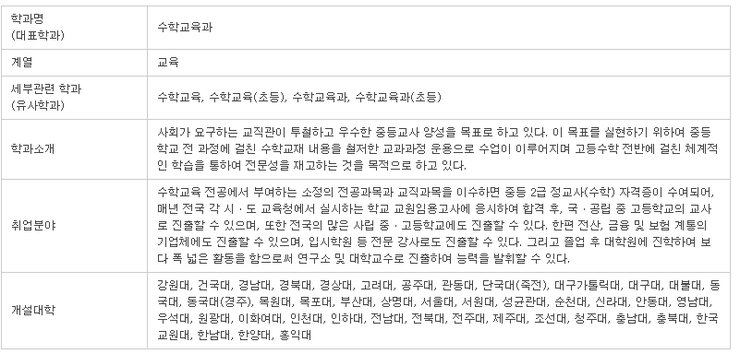 학과명
(대표학과)
수학교육과
계열
교육
세부관련 학과
(유사학과)
수학교육, 수학교육(초등), 수학교육과, 수학교육과(초등)
학과소개
사회가 요구하는 교직관이 투철하고 우수한 중등교사 양성을 목표로 하고 있다. 이 목표를 실현하기 위하여 중등
학교 전 과정에 걸친 수학교재 내용을 철저한 교과과정 운용으로 수업이 이루어지며 고등수학 전반에 걸친 체계적
인 학습을 통하여 전문성을 재고하는 것을 목적으로 하고 있다.
취업분야
수학교육 전공에서 부여하는 소정의 전공과목과 교직과목을 이수하면 중등 2급 정교사(수학) 자격증이 수여되어,
매년 전국 각 시ㆍ도 교육청에서 실시하는 학교 교원임용고사에 응시하여 합격 후, 국ㆍ공립 중 고등학교의 교사
로 진출할 수 있으며, 또한 전국의 많은 사립 중ㆍ고등학교에도 진출할 수 있다. 한편 전산, 금융 및 보험 계통의
기업체에도 진출할 수 있으며, 입시학원 등 전문 강사로도 진출할 수 있다. 그리고 졸업 후 대학원에 진학하여 보
다 폭 넓은 활동을 함으로써 연구소 및 대학교수로 진출하여 능력을 발휘할 수 있다.
개설대학
강원대, 건국대, 경남대, 경북대, 경상대, 고려대, 공주대, 관동대, 단국대(죽전), 대구가톨릭대, 대구대, 대불대, 동
국대, 동국대(경주), 목원대, 목포대, 부산대, 상명대, 서울대, 서원대, 성균관대, 순천대, 신라대, 안동대, 영남대,
우석대, 원광대, 이화여대, 인천대, 인하대, 전남대, 전북대, 전주대, 제주대, 조선대, 청주대, 충남대, 충북대, 한국
교원대, 한남대, 한양대, 홍익대